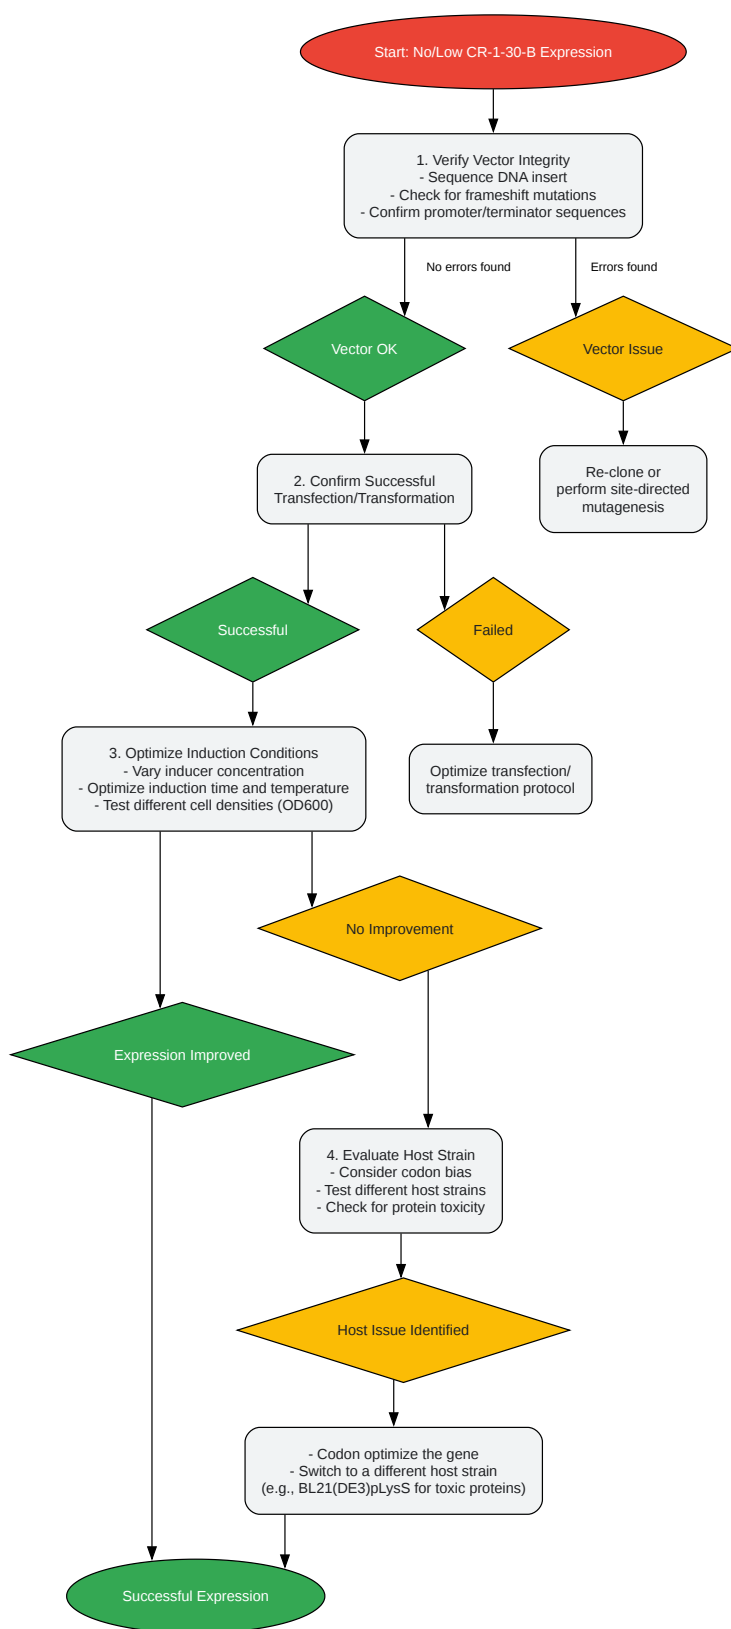 Start: No/Low CR-1-30-B Expression
1. Verify Vector Integrity
- Sequence DNA insert
- Check for frameshift mutations
- Confirm promoter/terminator sequences
No errors found
Errors found
Vector OK
Vector Issue
2. Confirm Successful
Transfection/Transformation
Re-clone or
perform site-directed
mutagenesis
Successful
Failed
3. Optimize Induction Conditions
- Vary inducer concentration
- Optimize induction time and temperature
- Test different cell densities (OD600)
Optimize transfection/
transformation protocol
No Improvement
Expression Improved
4. Evaluate Host Strain
- Consider codon bias
- Test different host strains
- Check for protein toxicity
Host Issue Identified
- Codon optimize the gene
- Switch to a different host strain
(e.g., BL21(DE3)pLysS for toxic proteins)
Successful Expression